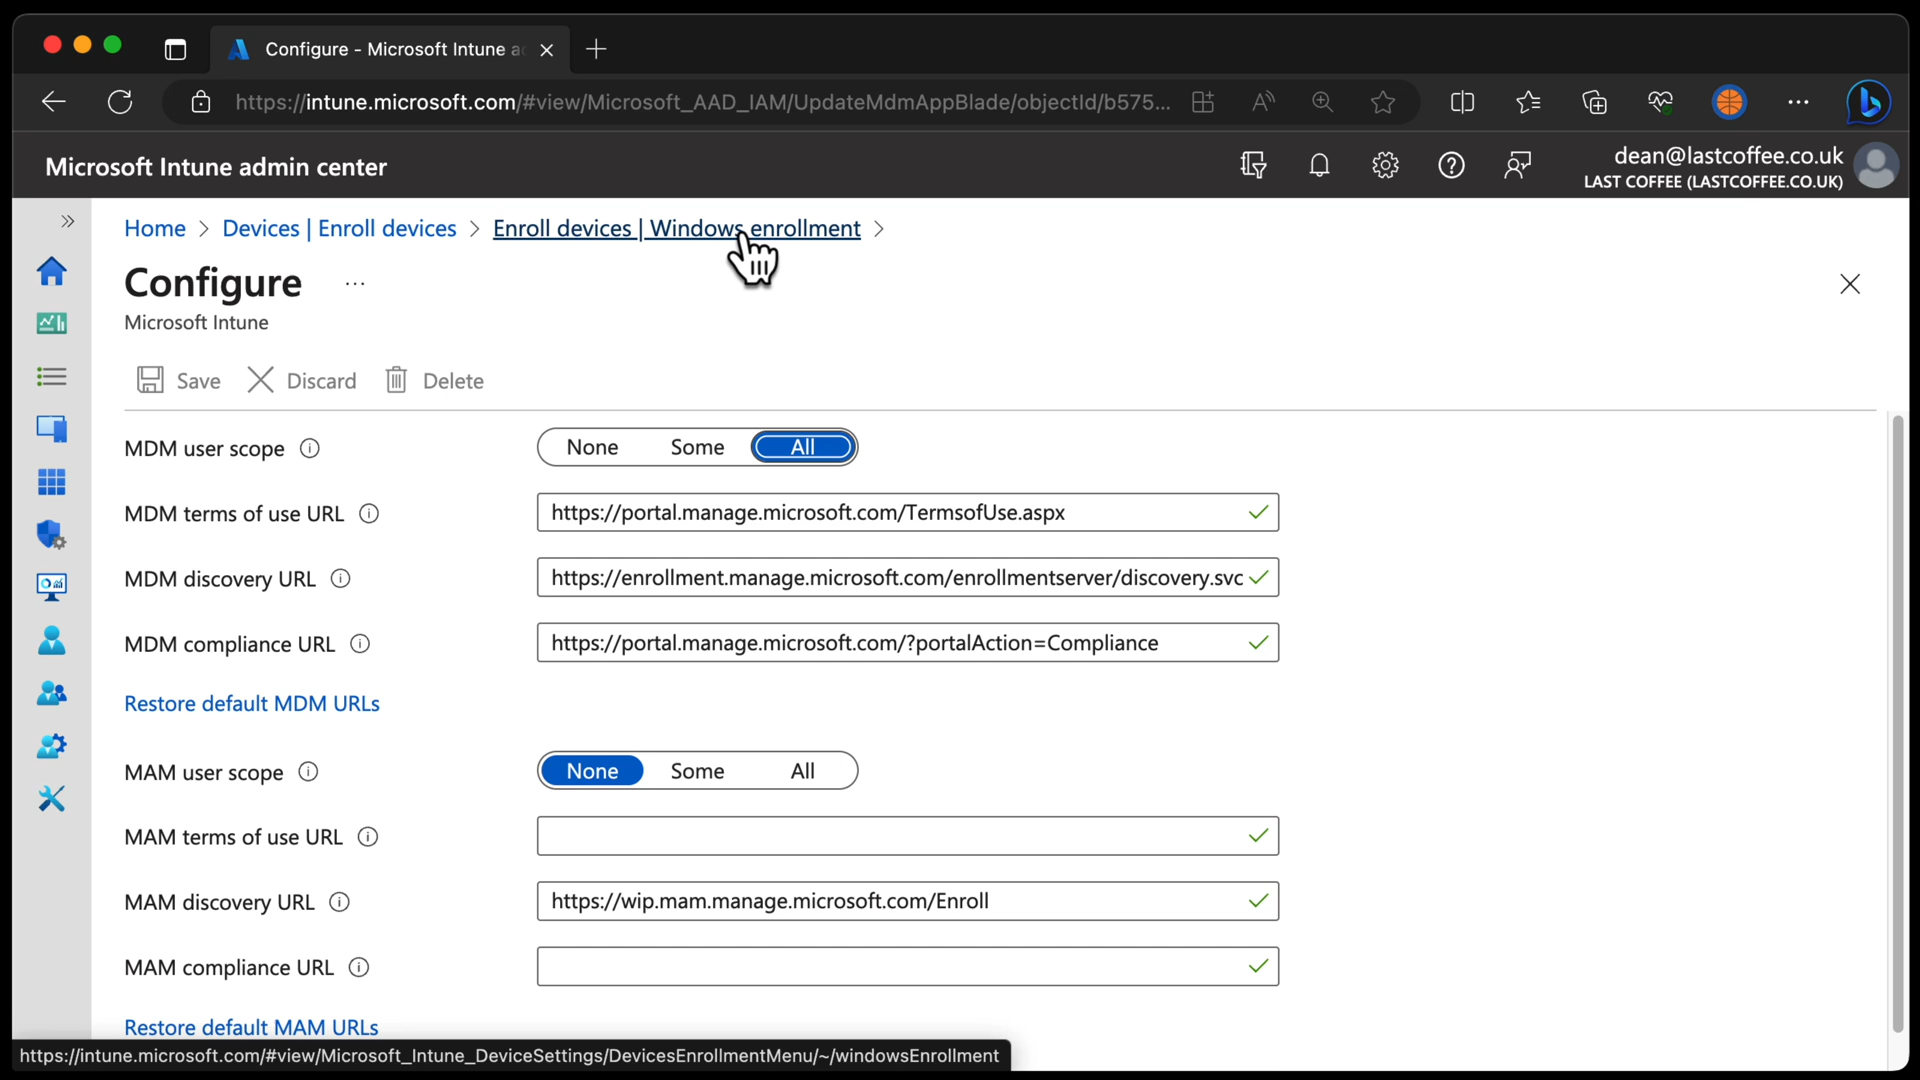 Configure - Microsoft Intune a
https://intune.microsoft.com/#view/Microsoft_AAD_IAM/UpdateMdmAppBlade/objectId/b575...
Microsoft Intune admin center
dean@lastcoffee.co.uk
LAST COFFEE (LASTCOFFEE.CO.UK)
Home > Devices | Enroll devices > Enroll devices | Windows enrollment >
Configure ...
Microsoft Intune
Save Discard Delete
MDM user scope None Some All
MDM terms of use URL https://portal.manage.microsoft.com/TermsofUse.aspx
MDM discovery URL https://enrollment.manage.microsoft.com/enrollmentserver/discovery.svc
MDM compliance URL https://portal.manage.microsoft.com/?portalAction=Compliance
Restore default MDM URLs
MAM user scope None Some All
MAM terms of use URL
MAM discovery URL https://wip.mam.manage.microsoft.com/Enroll
MAM compliance URL
Restore default MAM URLs
https://intune.microsoft.com/#view/Microsoft_Intune_DeviceSettings/DevicesEnrollmentMenu/~/windowsEnrollment